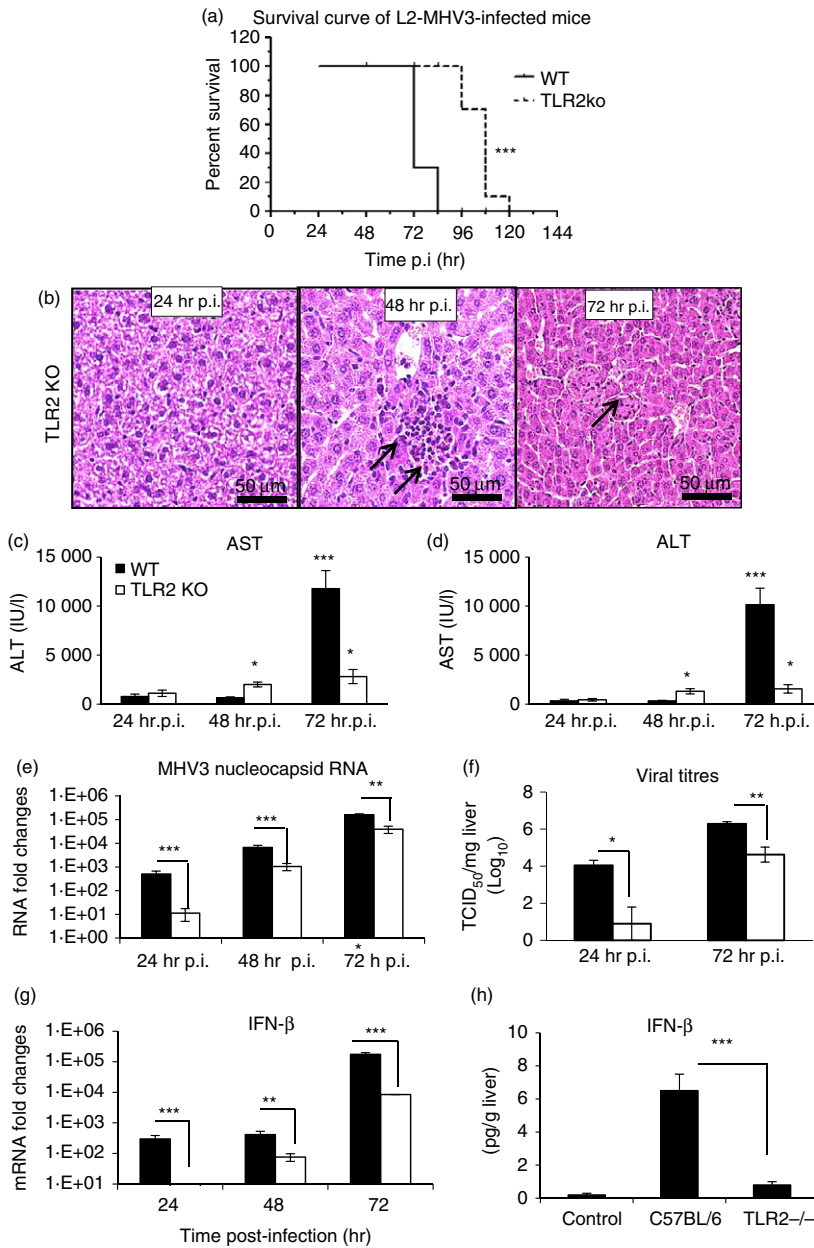 (a) Survival curve of L2-MHV3-infected mice
120
100
80
60
40
20
0
Percent survival
WT
TLR2ko
***
0 24 48 72 96 120 144
Time p.i (hr)
(b)
TLR2 KO
24 hr p.i.
48 hr p.i.
72 hr p.i.
50 µm
50 µm
50 µm
(c) AST
15 000
10 000
5 000
0
ALT (IU/l)
WT
TLR2 KO
*
***
*
24 hr.p.i. 48 hr.p.i. 72 hr.p.i.
(d) ALT
15 000
10 000
5 000
0
AST (IU/l)
*
***
*
24 hr.p.i. 48 hr.p.i. 72 h.p.i.
(e) MHV3 nucleocapsid RNA
1·E+06
1·E+05
1·E+04
1·E+03
1·E+02
1·E+01
1·E+00
RNA fold changes
***
***
**
*
24 hr p.i. 48 hr p.i. 72 h p.i.
(f) Viral titres
8
6
4
2
0
TCID50/mg liver
(Log10)
*
**
24 hr p.i. 72 hr p.i.
(g) IFN-β
1·E+06
1·E+05
1·E+04
1·E+03
1·E+02
1·E+01
mRNA fold changes
***
**
***
24 48 72
Time post-infection (hr)
(h) IFN-β
10
8
6
4
2
0
(pg/g liver)
***
Control C57BL/6 TLR2–/–